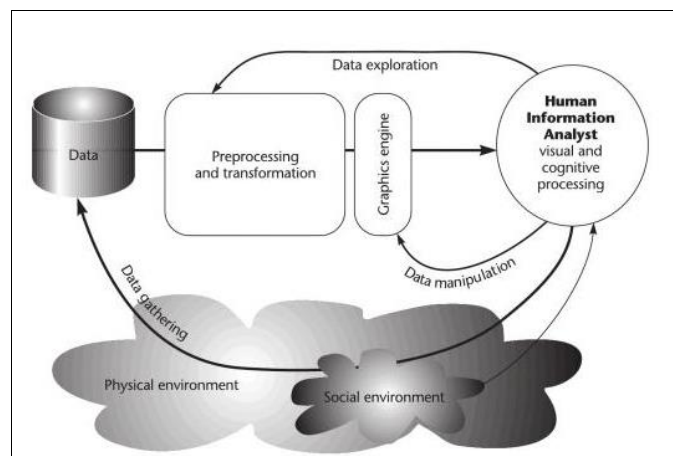 Data exploration
Human
Information
Analyst
visual and
cognitive
processing
Data
Preprocessing
and transformation
Graphics engine
Data manipulation
Data gathering
Physical environment
Social environment